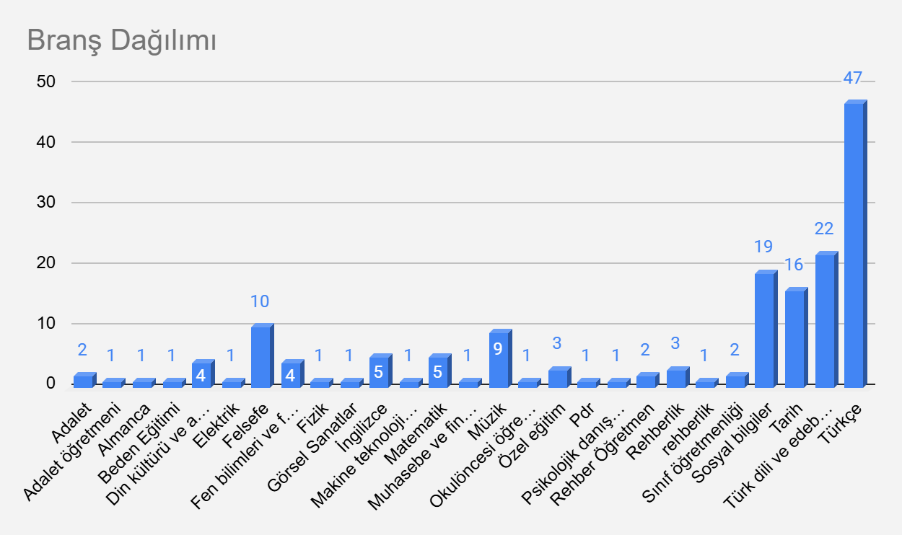 Branş Dağılımı
50
40
30
20
10
0
2
1
1
1
4
1
10
4
1
1
5
1
5
1
9
1
3
1
1
2
3
1
2
19
16
22
47
Adalet
Adalet öğretmeni
Almanca
Beden Eğitimi
Din kültürü ve a…
Elektrik
Felsefe
Fen bilimleri ve f…
Fizik
Görsel Sanatlar
İngilizce
Makine teknoloji…
Matematik
Muhasebe ve fin…
Müzik
Okulöncesi öğre…
Özel eğitim
Pdr
Psikolojik danış…
Rehber Öğretmen
Rehberlik
rehberlik
Sınıf öğretmenliği
Sosyal bilgiler
Tarih
Türk dili ve edeb…
Türkçe